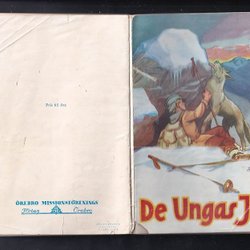 Pris 65 öre
ÖREBRO MISSIONSFÖRENINGS
Förlag Örebro
De Ungas J